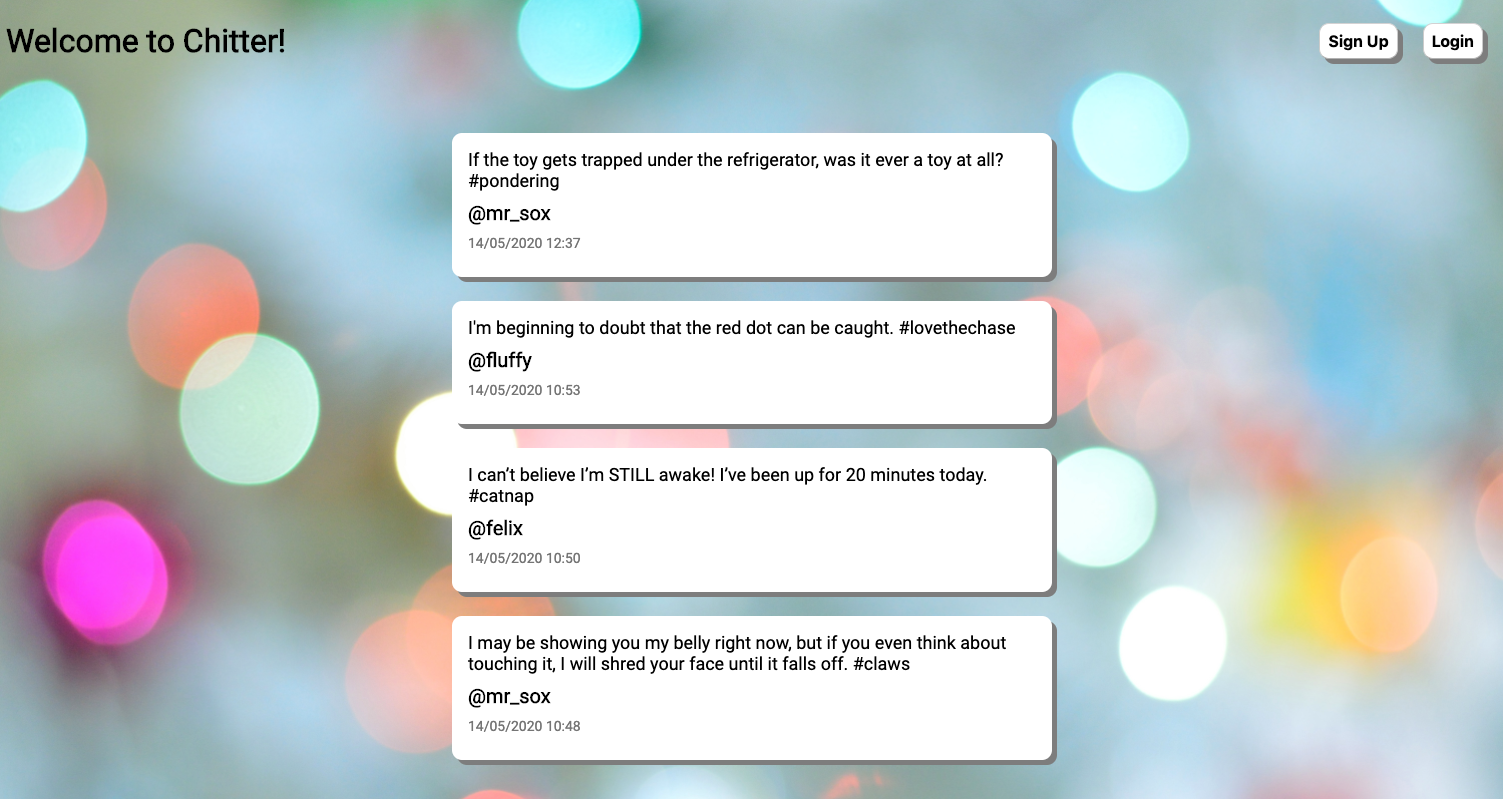 Welcome to Chitter!
Sign Up
Login
If the toy gets trapped under the refrigerator, was it ever a toy at all?
#pondering
@mr_sox
14/05/2020 12:37
I'm beginning to doubt that the red dot can be caught. #lovethechase
@fluffy
14/05/2020 10:53
I can’t believe I’m STILL awake! I’ve been up for 20 minutes today.
#catnap
@felix
14/05/2020 10:50
I may be showing you my belly right now, but if you even think about
touching it, I will shred your face until it falls off. #claws
@mr_sox
14/05/2020 10:48